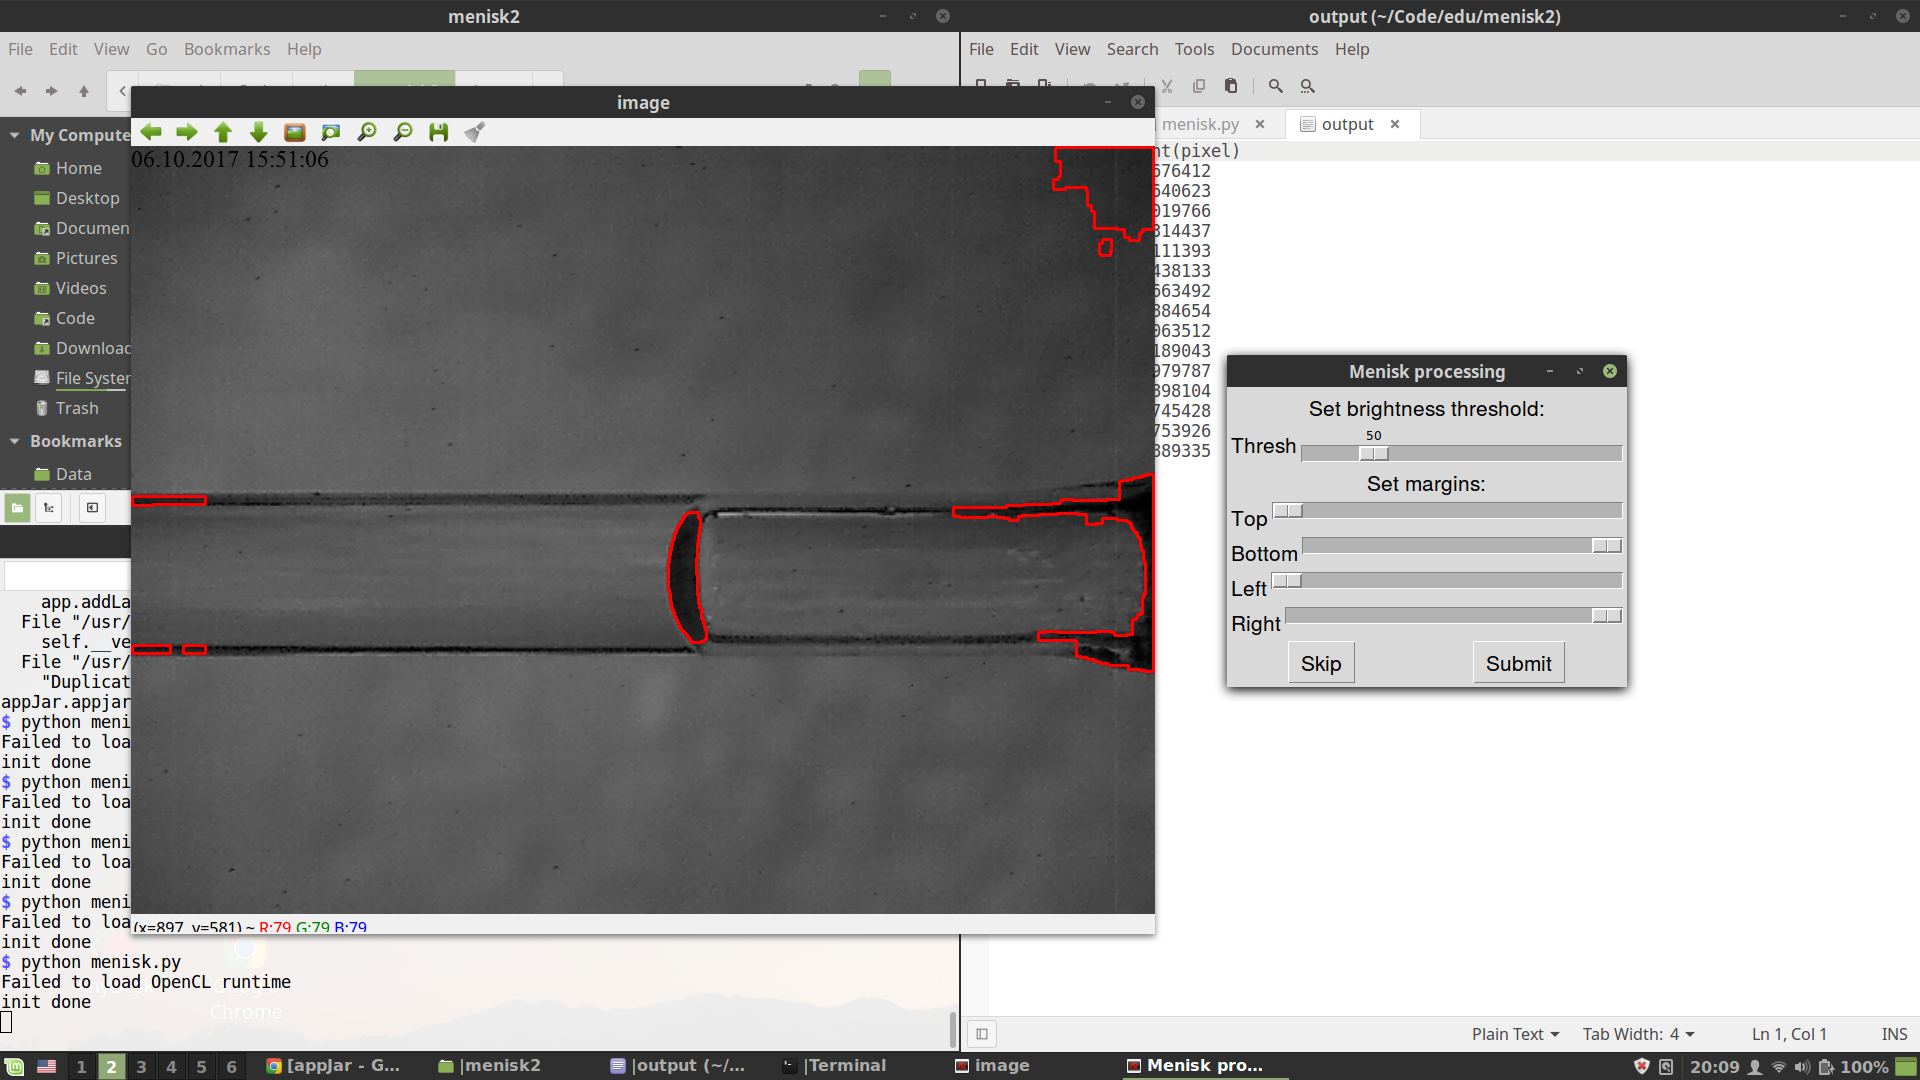 menisk2
File Edit View Go Bookmarks Help
My Compute
Home
Desktop
Documen
Pictures
Videos
Code
Download
File Syster
Trash
Bookmarks
Data
app.addLa
File "/usr/
self.__ve
File "/usr/
"Duplicat
appJar.appjar
$ python meni
Failed to loa
init done
$ python meni
Failed to loa
init done
$ python meni
Failed to loa
init done
$ python meni
Failed to loa
init done
$ python menisk.py
Failed to load OpenCL runtime
init done
Chrome
image
06.10.2017 15:51:06
(x=897, y=581) ~ R:79 G:79 B:79
output (~/Code/edu/menisk2)
File Edit View Search Tools Documents Help
menisk.py
output
nt(pixel)
576412
540623
019766
314437
111393
438133
563492
384654
063512
189043
979787
398104
745428
753926
389335
Menisk processing
Set brightness threshold:
50
Thresh
Set margins:
Top
Bottom
Left
Right
Skip Submit
Plain Text Tab Width: 4 Ln 1, Col 1 INS
1 2 3 4 5 6 [appJar - G... |menisk2 |output (~/... |Terminal image Menisk pro... 20:09 100%